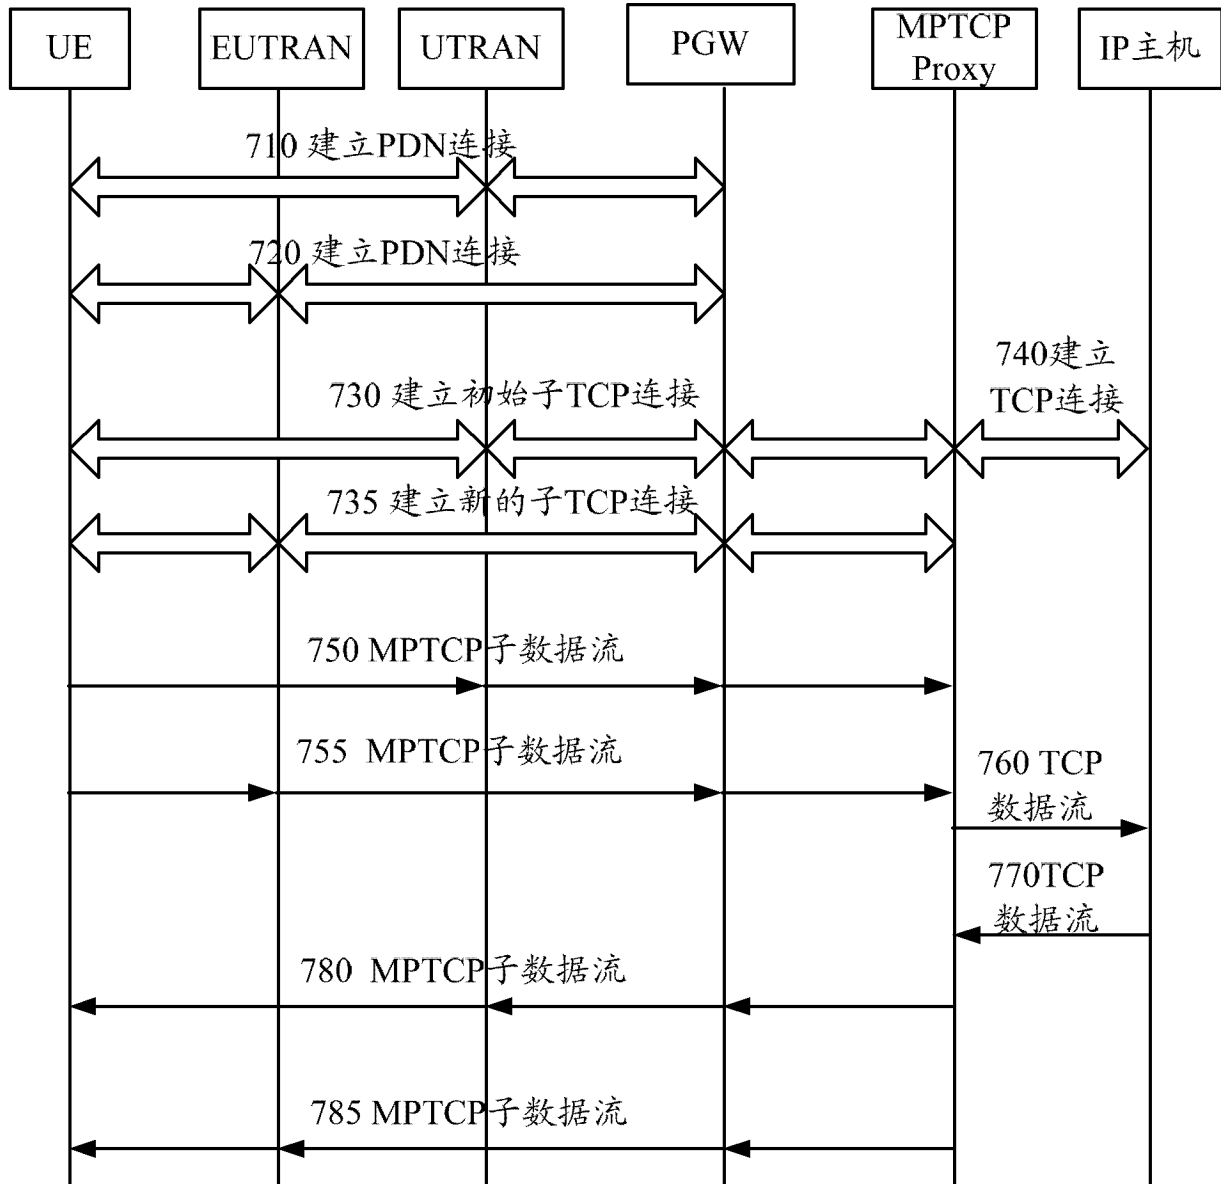 UE
EUTRAN
UTRAN
PGW
MPTCP
Proxy
IP主机
710 建立PDN连接
720 建立PDN连接
730 建立初始子TCP连接
740建立
TCP连接
735 建立新的子TCP连接
750 MPTCP子数据流
755 MPTCP子数据流
760 TCP
数据流
770TCP
数据流
780 MPTCP子数据流
785 MPTCP子数据流